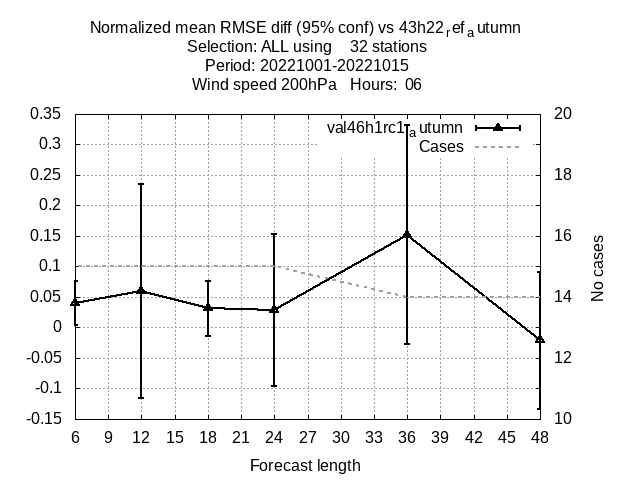 Normalized mean RMSE diff (95% conf) vs 43h22refautumn
Selection: ALL using 32 stations
Period: 20221001-20221015
Wind speed 200hPa Hours: 06
0.35
0.3
0.25
0.2
0.15
0.1
0.05
0
-0.05
-0.1
-0.15
val46h1rc1autumn
Cases
20
18
16
14
12
10
No cases
6 9 12 15 18 21 24 27 30 33 36 39 42 45 48
Forecast length